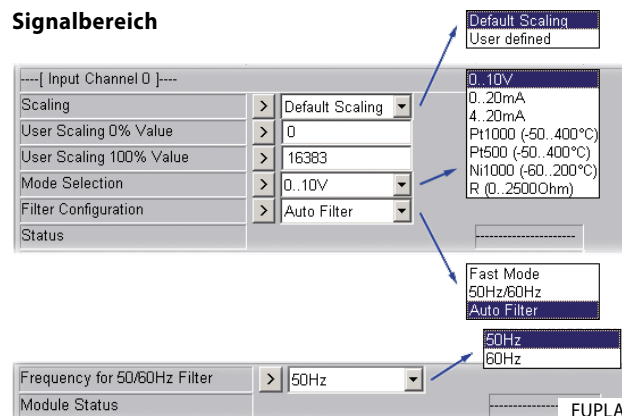 Signalbereich
Default Scaling
User defined
----[ Input Channel 0 ]----
Scaling > Default Scaling
User Scaling 0% Value > 0
User Scaling 100% Value > 16383
Mode Selection > 0..10V
Filter Configuration > Auto Filter
Status ----------------------
0..10V
0..20mA
4..20mA
Pt1000 (-50..400°C)
Pt500 (-50..400°C)
Ni1000 (-60..200°C)
R (0..2500Ohm)
Fast Mode
50Hz/60Hz
Auto Filter
50Hz
60Hz
Frequency for 50/60Hz Filter > 50Hz
Module Status ----------------
FUPLA